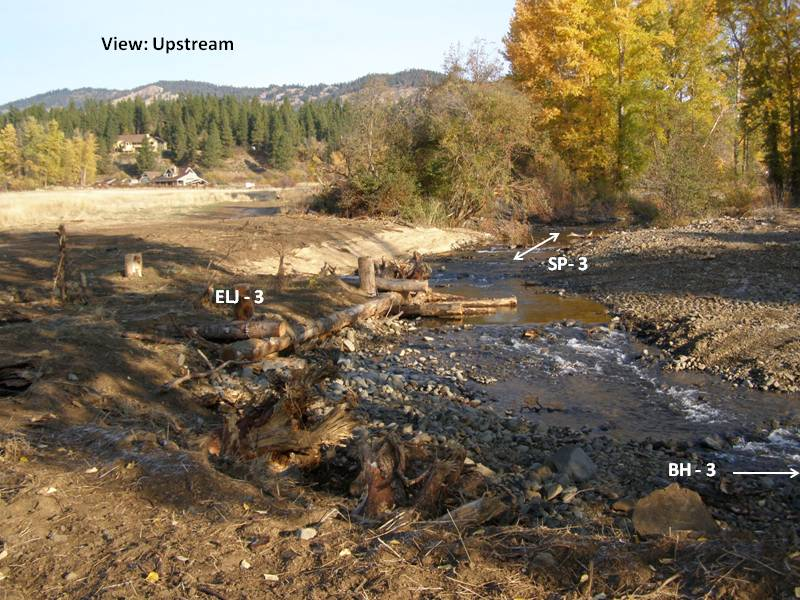 View: Upstream
SP- 3
ELJ - 3
BH - 3